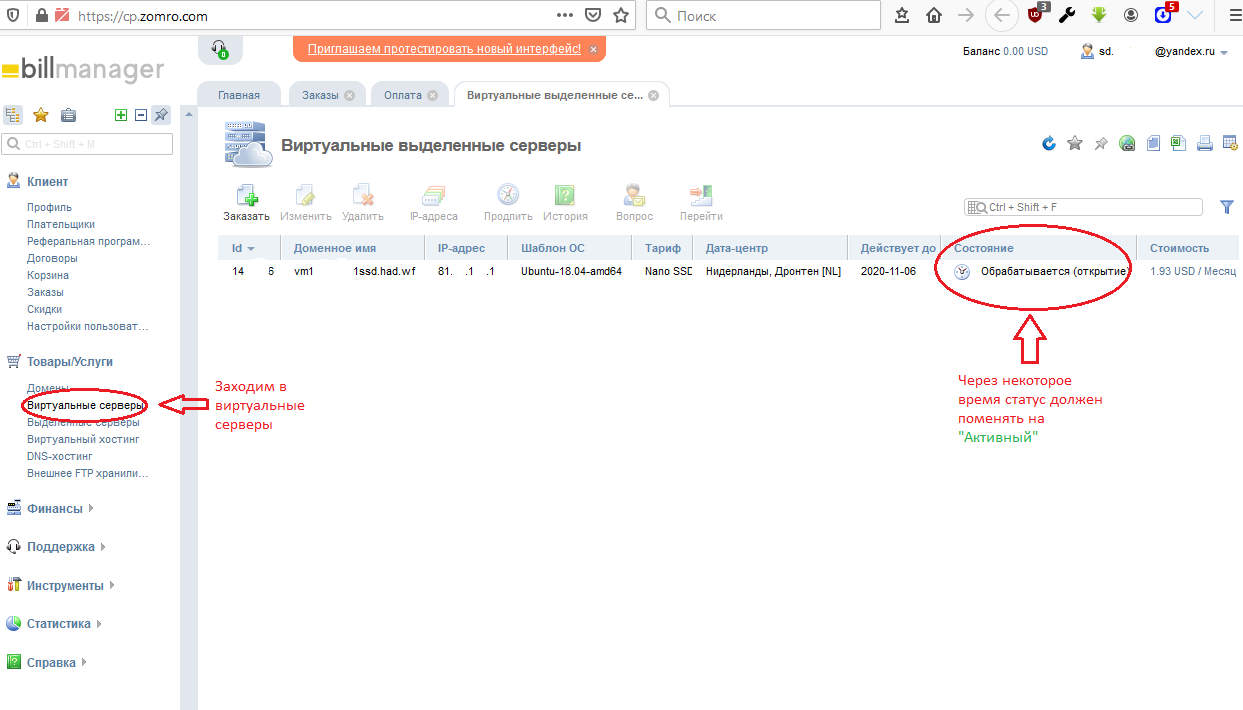 https://cp.zomro.com
Поиск
3
5
billmanager
Приглашаем протестировать новый интерфейс!
Баланс 0.00 USD
sd.
@yandex.ru
0
Главная
Заказы
Оплата
Виртуальные выделенные се...
Ctrl + Shift + M
Виртуальные выделенные серверы
Заказать
Изменить
Удалить
IP-адреса
Продлить
История
Вопрос
Перейти
Ctrl + Shift + F
Id
Доменное имя
IP-адрес
Шаблон ОС
Тариф
Дата-центр
Действует до
Состояние
Стоимость
14 6
vm1 1ssd.had.wf
81. .1 .1
Ubuntu-18.04-amd64
Nano SSD
Нидерланды, Дронтен [NL]
2020-11-06
Обрабатывается (открытие)
1.93 USD / Месяц
Клиент
Профиль
Плательщики
Реферальная програм...
Договоры
Корзина
Заказы
Скидки
Настройки пользоват...
Товары/Услуги
Домены
Виртуальные серверы
Выделенные серверы
Виртуальный хостинг
DNS-хостинг
Внешнее FTP хранили...
Финансы
Поддержка
Инструменты
Статистика
Справка
Заходим в
виртуальные
серверы
Через некоторое
время статус должен
поменять на
"Активный"